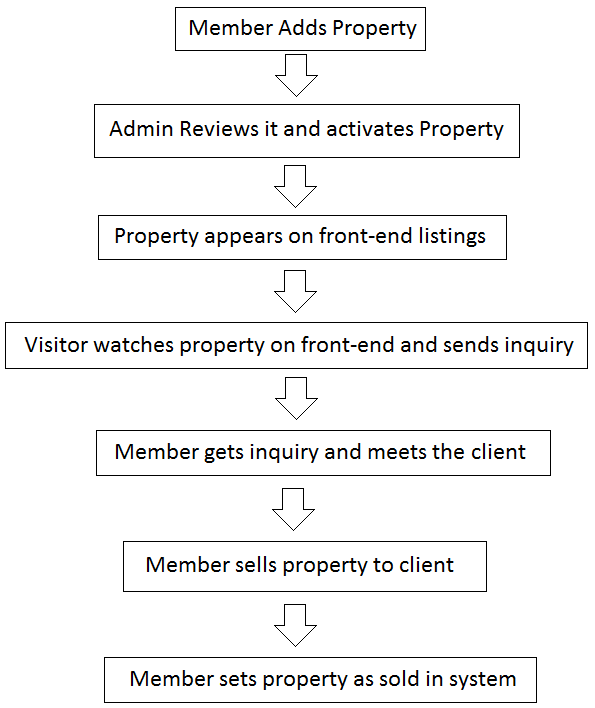 Member Adds Property
Admin Reviews it and activates Property
Property appears on front-end listings
Visitor watches property on front-end and sends inquiry
Member gets inquiry and meets the client
Member sells property to client
Member sets property as sold in system